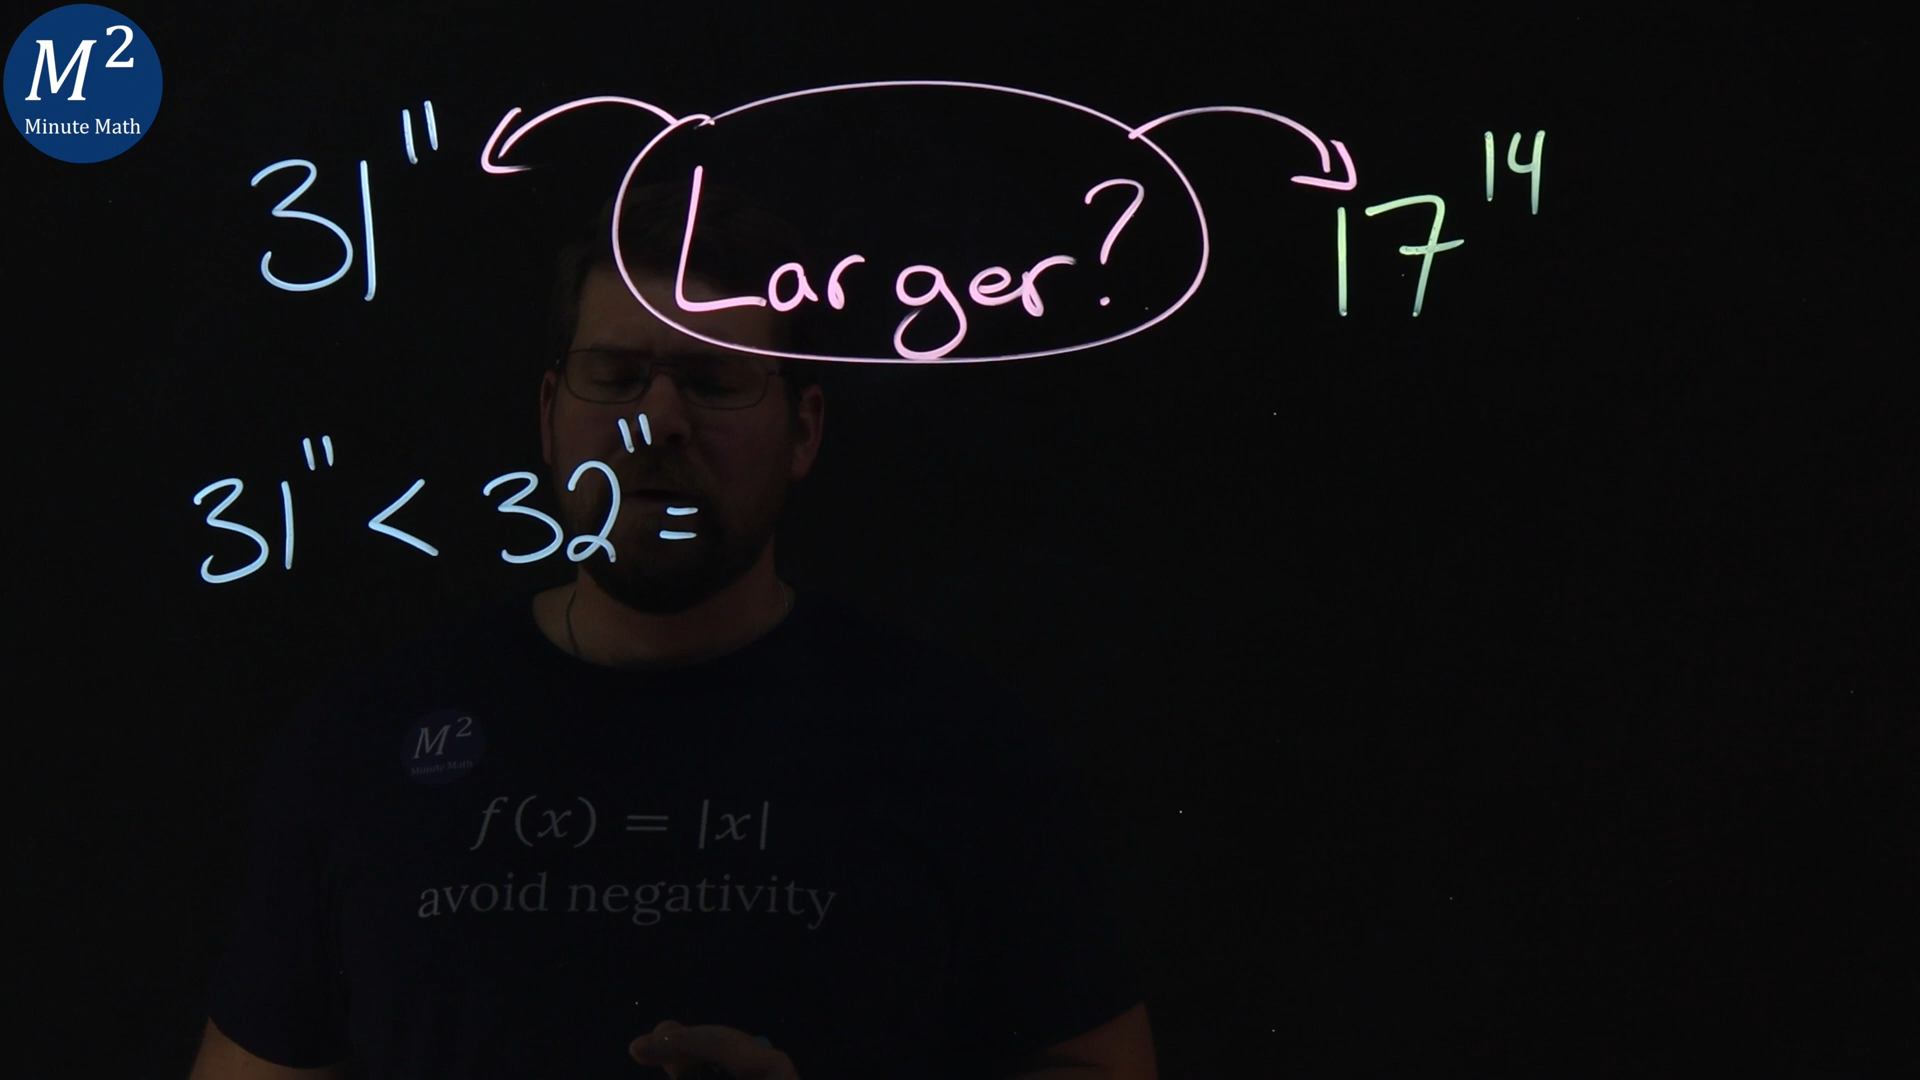 M²
Minute Math
31¹¹ Larger? 17¹⁴
31¹¹ < 32¹¹ =
M²
Minute Math
f(x) = |x|
avoid negativity